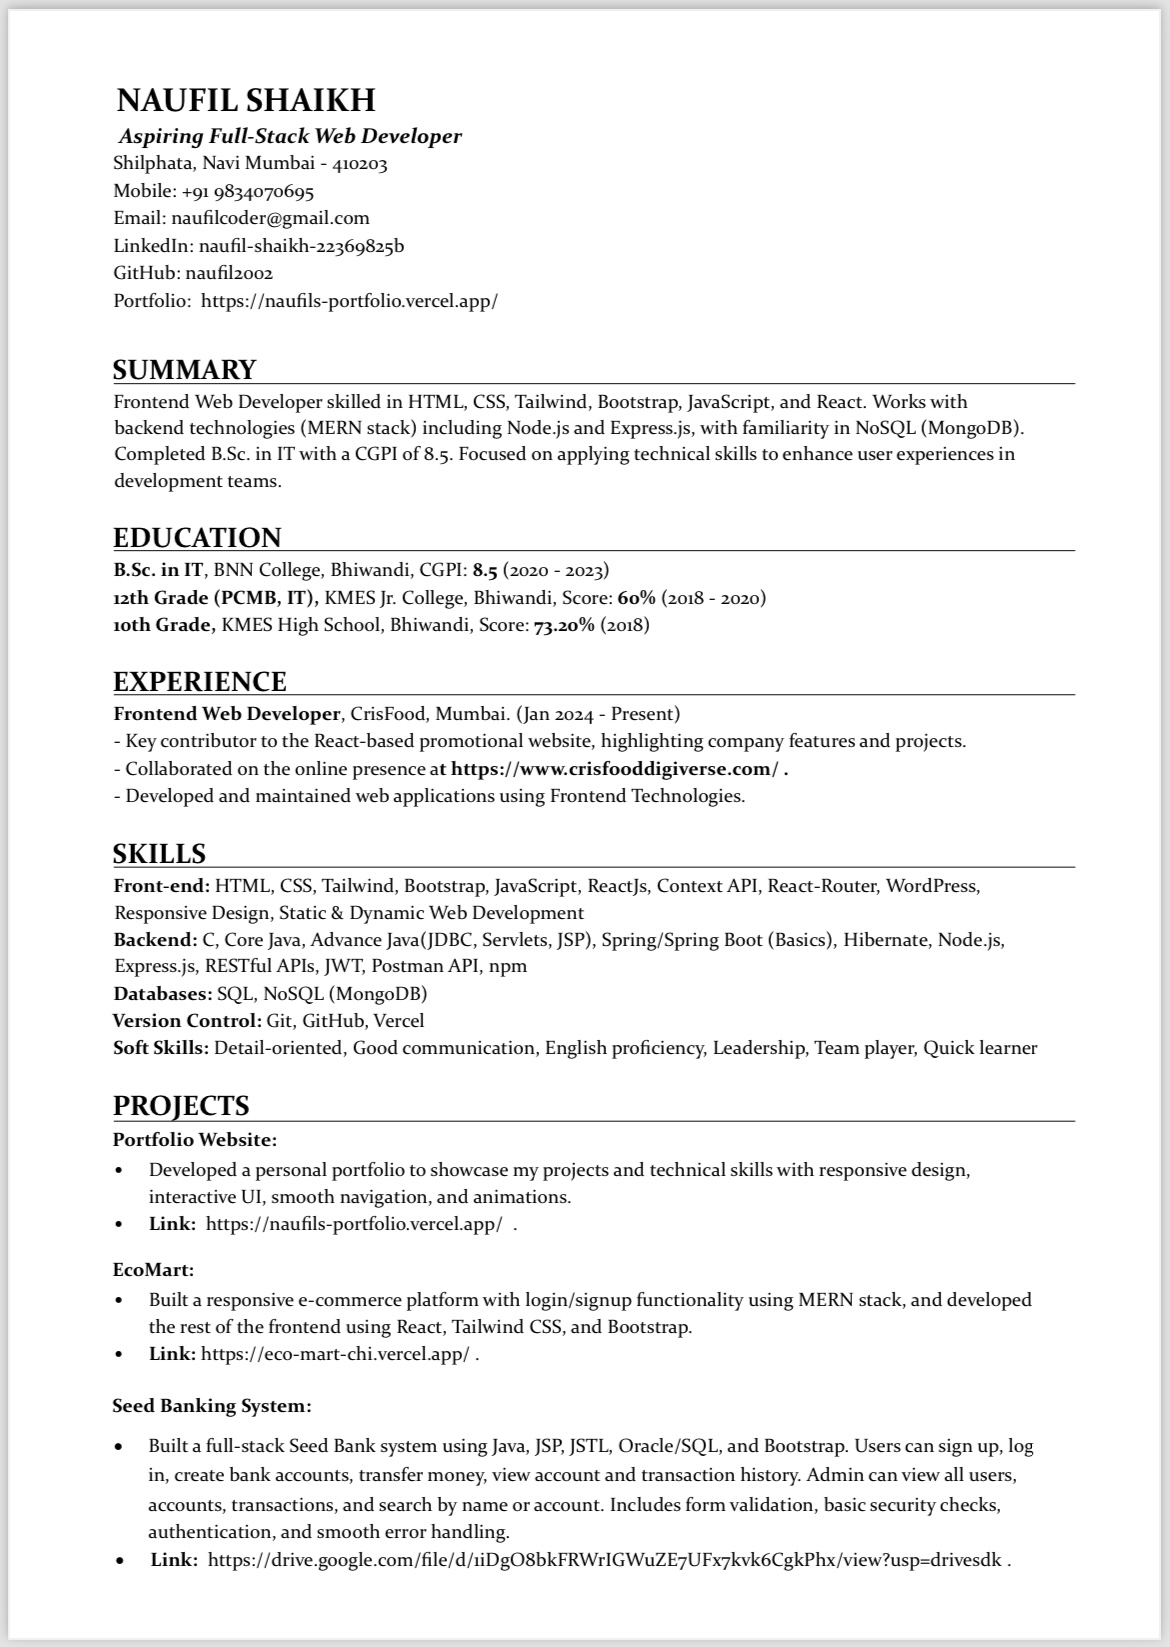 NAUFIL SHAIKH
Aspiring Full-Stack Web Developer
Shilphata, Navi Mumbai - 410203
Mobile: +91 9834070695
Email: naufilcoder@gmail.com
LinkedIn: naufil-shaikh-22369825b
GitHub: naufil2002
Portfolio: https://naufils-portfolio.vercel.app/
SUMMARY
Frontend Web Developer skilled in HTML, CSS, Tailwind, Bootstrap, JavaScript, and React. Works with
backend technologies (MERN stack) including Node.js and Express.js, with familiarity in NoSQL (MongoDB).
Completed B.Sc. in IT with a CGPI of 8.5. Focused on applying technical skills to enhance user experiences in
development teams.
EDUCATION
B.Sc. in IT, BNN College, Bhiwandi, CGPI: 8.5 (2020 - 2023)
12th Grade (PCMB, IT), KMES Jr. College, Bhiwandi, Score: 60% (2018 - 2020)
10th Grade, KMES High School, Bhiwandi, Score: 73.20% (2018)
EXPERIENCE
Frontend Web Developer, CrisFood, Mumbai. (Jan 2024 - Present)
- Key contributor to the React-based promotional website, highlighting company features and projects.
- Collaborated on the online presence at https://www.crisfooddigiverse.com/ .
- Developed and maintained web applications using Frontend Technologies.
SKILLS
Front-end: HTML, CSS, Tailwind, Bootstrap, JavaScript, ReactJs, Context API, React-Router, WordPress,
Responsive Design, Static & Dynamic Web Development
Backend: C, Core Java, Advance Java(JDBC, Servlets, JSP), Spring/Spring Boot (Basics), Hibernate, Node.js,
Express.js, RESTful APIs, JWT, Postman API, npm
Databases: SQL, NoSQL (MongoDB)
Version Control: Git, GitHub, Vercel
Soft Skills: Detail-oriented, Good communication, English proficiency, Leadership, Team player, Quick learner
PROJECTS
Portfolio Website:
• Developed a personal portfolio to showcase my projects and technical skills with responsive design,
interactive UI, smooth navigation, and animations.
• Link: https://naufils-portfolio.vercel.app/ .
EcoMart:
• Built a responsive e-commerce platform with login/signup functionality using MERN stack, and developed
the rest of the frontend using React, Tailwind CSS, and Bootstrap.
• Link: https://eco-mart-chi.vercel.app/ .
Seed Banking System:
• Built a full-stack Seed Bank system using Java, JSP, JSTL, Oracle/SQL, and Bootstrap. Users can sign up, log
in, create bank accounts, transfer money, view account and transaction history. Admin can view all users,
accounts, transactions, and search by name or account. Includes form validation, basic security checks,
authentication, and smooth error handling.
• Link: https://drive.google.com/file/d/1iDgO8bkFRWrIGWuZE7UFx7kvk6CgkPhx/view?usp=drivesdk .